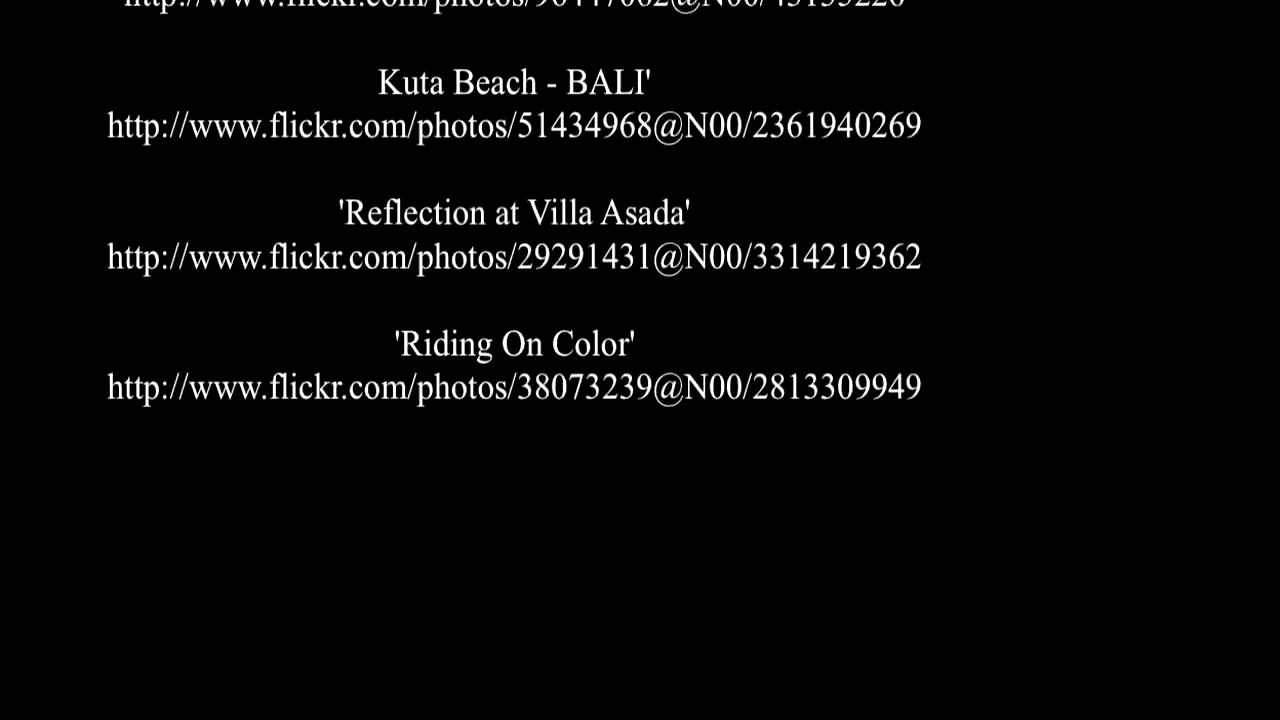 Kuta Beach - BALI'
http://www.flickr.com/photos/51434968@N00/2361940269
'Reflection at Villa Asada'
http://www.flickr.com/photos/29291431@N00/3314219362
'Riding On Color'
http://www.flickr.com/photos/38073239@N00/2813309949